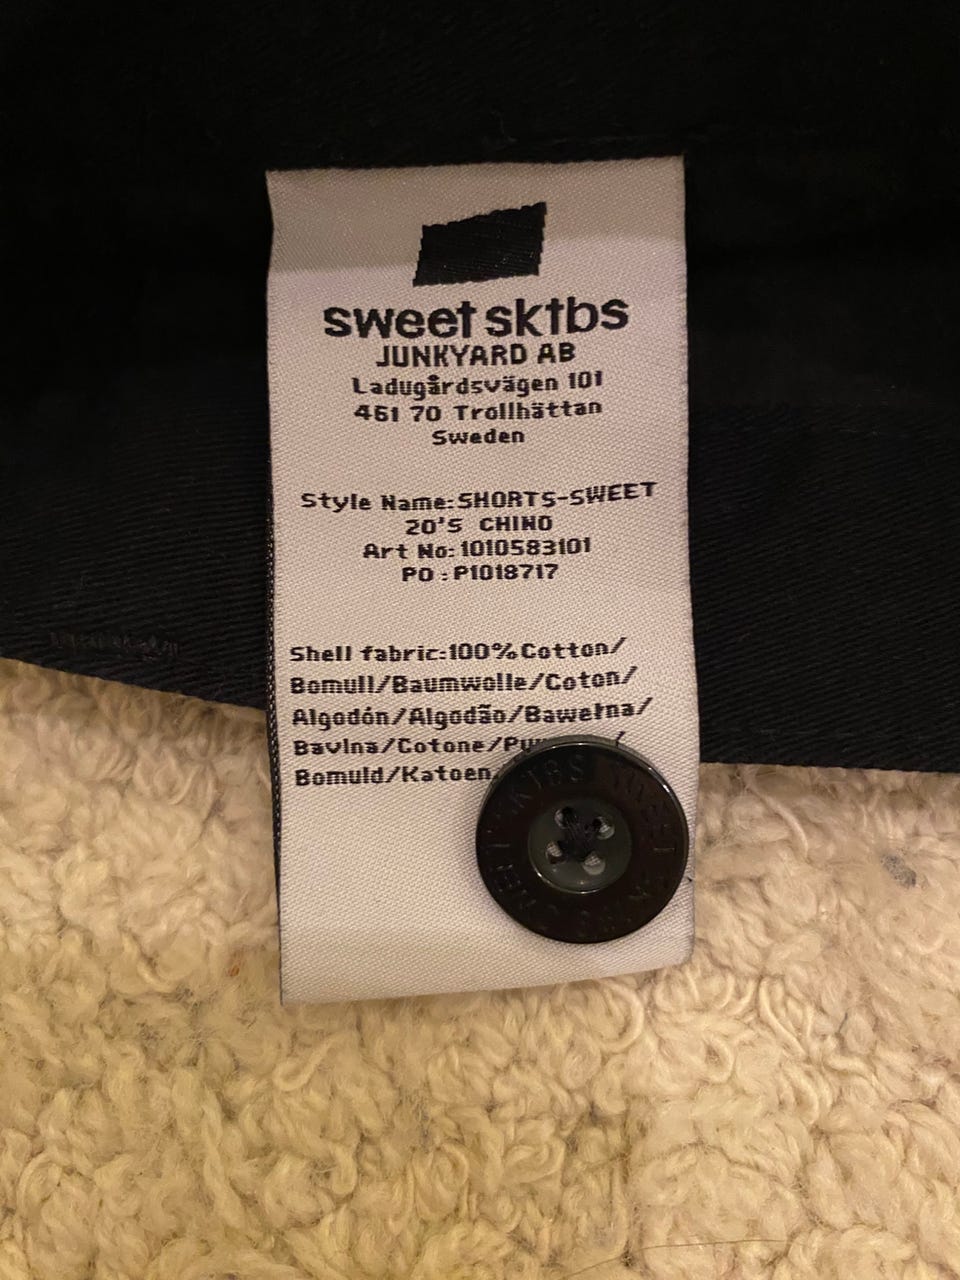 sweet sktbs
JUNKYARD AB
Ladugårdsvägen 101
461 70 Trollhättan
Sweden
Style Name:SHORTS-SWEET
20'S CHINO
Art No:1010583101
PO :P1018717
Shell fabric:100%Cotton/
Bomull/Baumwolle/Coton/
Algodón/Algodão/Bawełna/
Bavlna/Cotone/
Bomuld/Katoen